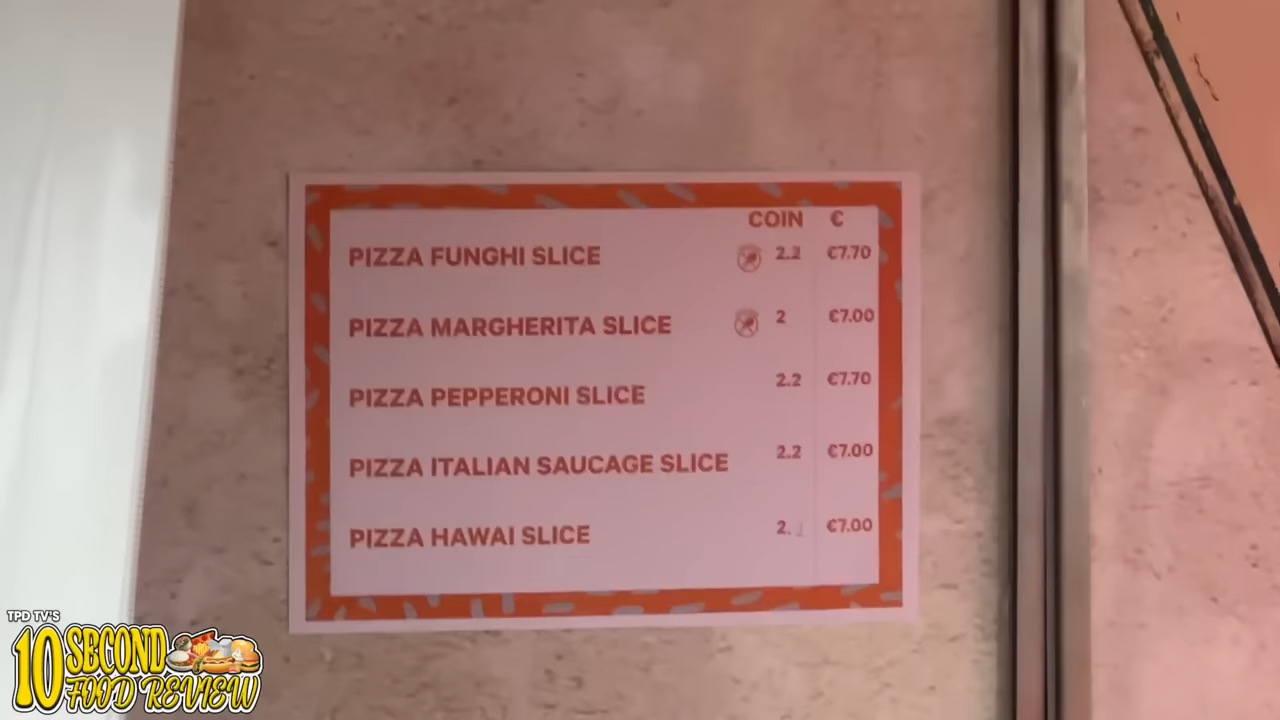 COIN €
PIZZA FUNGHI SLICE 2.2 €7.70
PIZZA MARGHERITA SLICE 2 €7.00
PIZZA PEPPERONI SLICE 2.2 €7.70
PIZZA ITALIAN SAUCAGE SLICE 2.2 €7.00
PIZZA HAWAI SLICE €7.00
TPD TV'S
10 SECOND
FOOD REVIEW